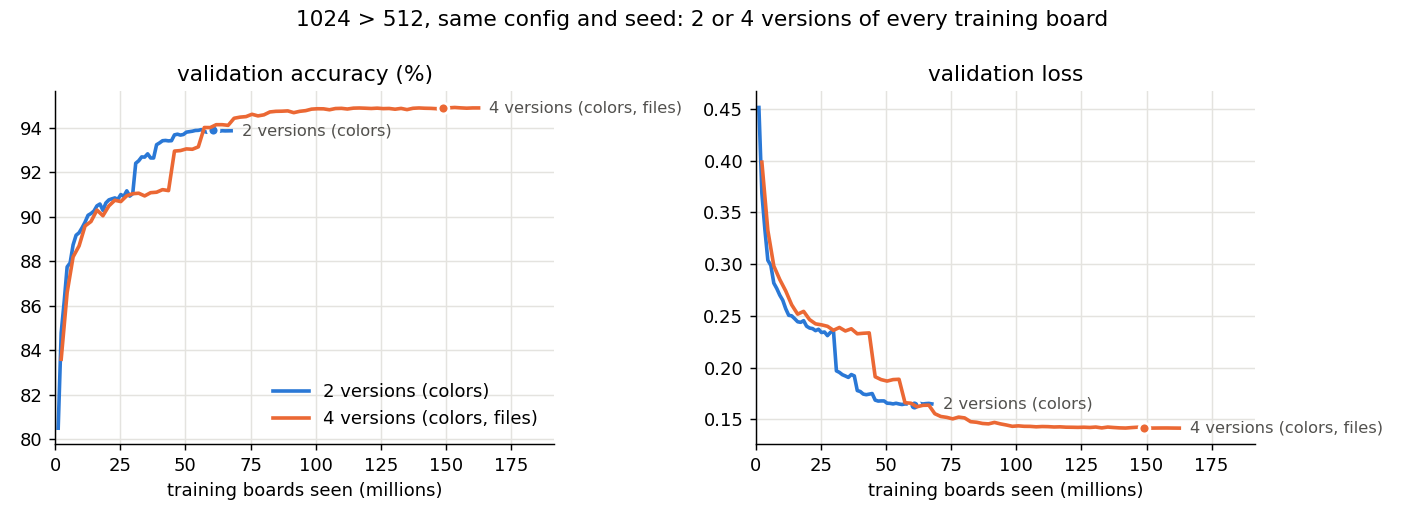 1024 > 512, same config and seed: 2 or 4 versions of every training board
validation accuracy (%)
94
92
90
88
86
84
82
80
0 25 50 75 100 125 150 175
training boards seen (millions)
4 versions (colors, files)
2 versions (colors)
2 versions (colors)
4 versions (colors, files)
validation loss
0.45
0.40
0.35
0.30
0.25
0.20
0.15
0 25 50 75 100 125 150 175
training boards seen (millions)
2 versions (colors)
4 versions (colors, files)